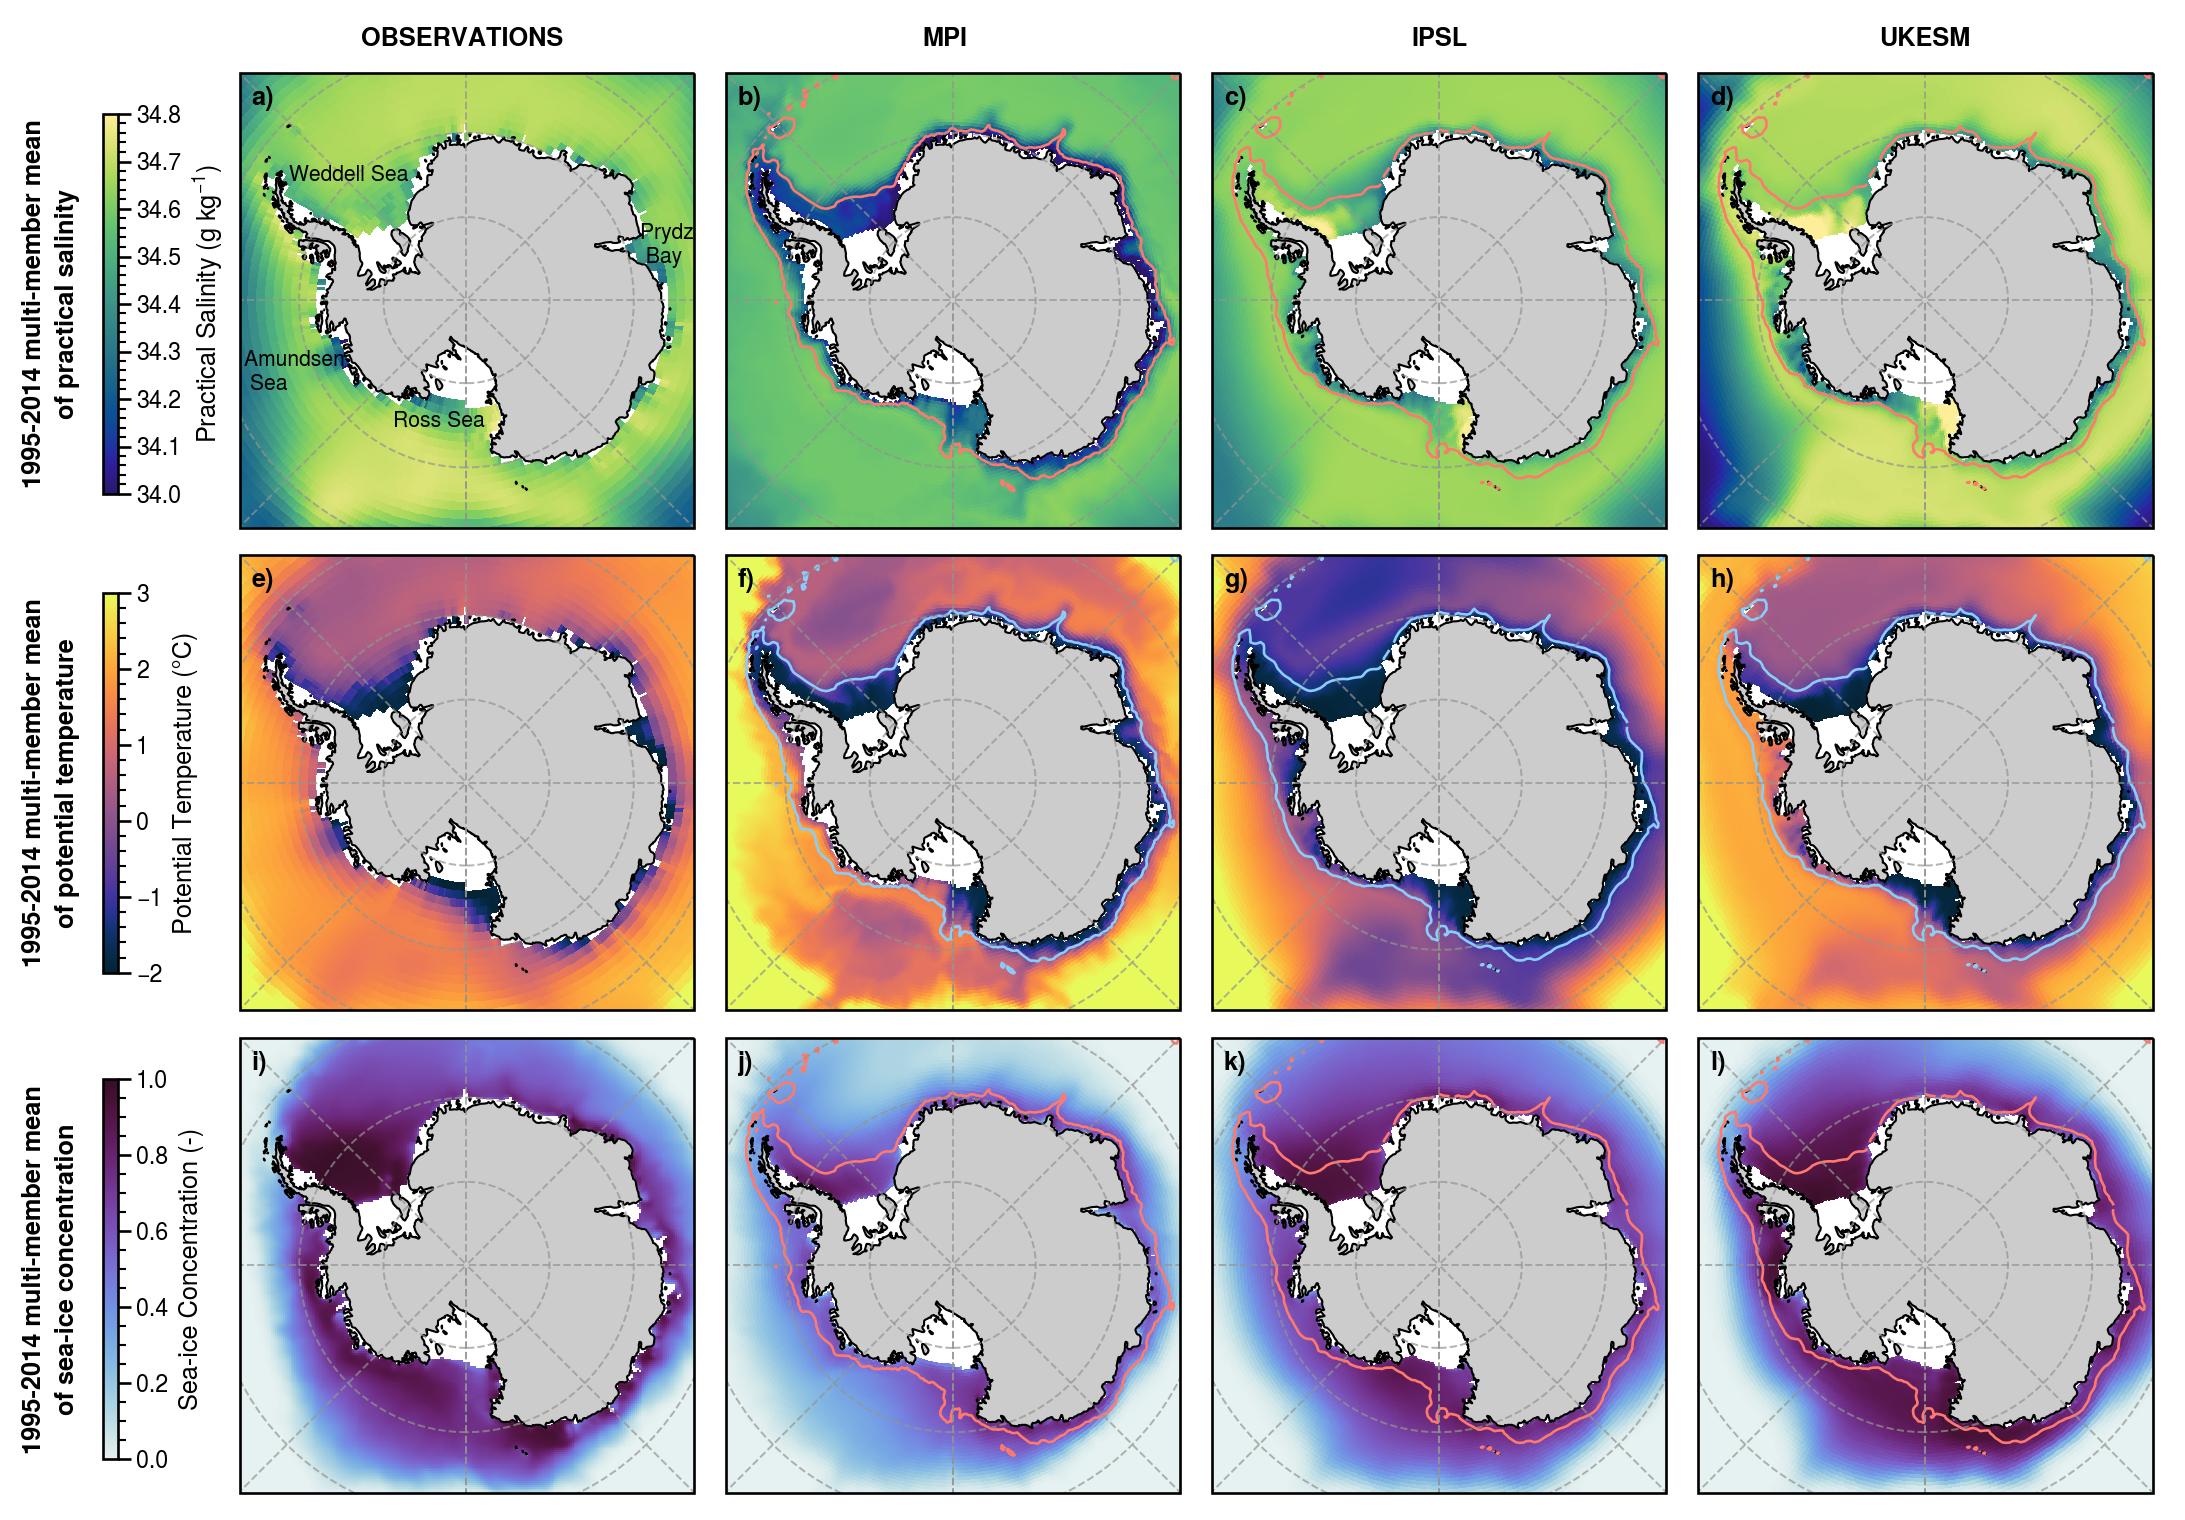 OBSERVATIONS MPI IPSL UKESM
1995-2014 multi-member mean
of practical salinity
34.8
34.7
34.6
34.5
34.4
34.3
34.2
34.1
34.0
Practical Salinity (g kg⁻¹)
a)
Weddell Sea
Prydz
Bay
Amundsen
Sea
Ross Sea
b)
c)
d)
1995-2014 multi-member mean
of potential temperature
3
2
1
0
−1
−2
Potential Temperature (°C)
e)
f)
g)
h)
1995-2014 multi-member mean
of sea-ice concentration
1.0
0.8
0.6
0.4
0.2
0.0
Sea-ice Concentration (-)
i)
j)
k)
l)